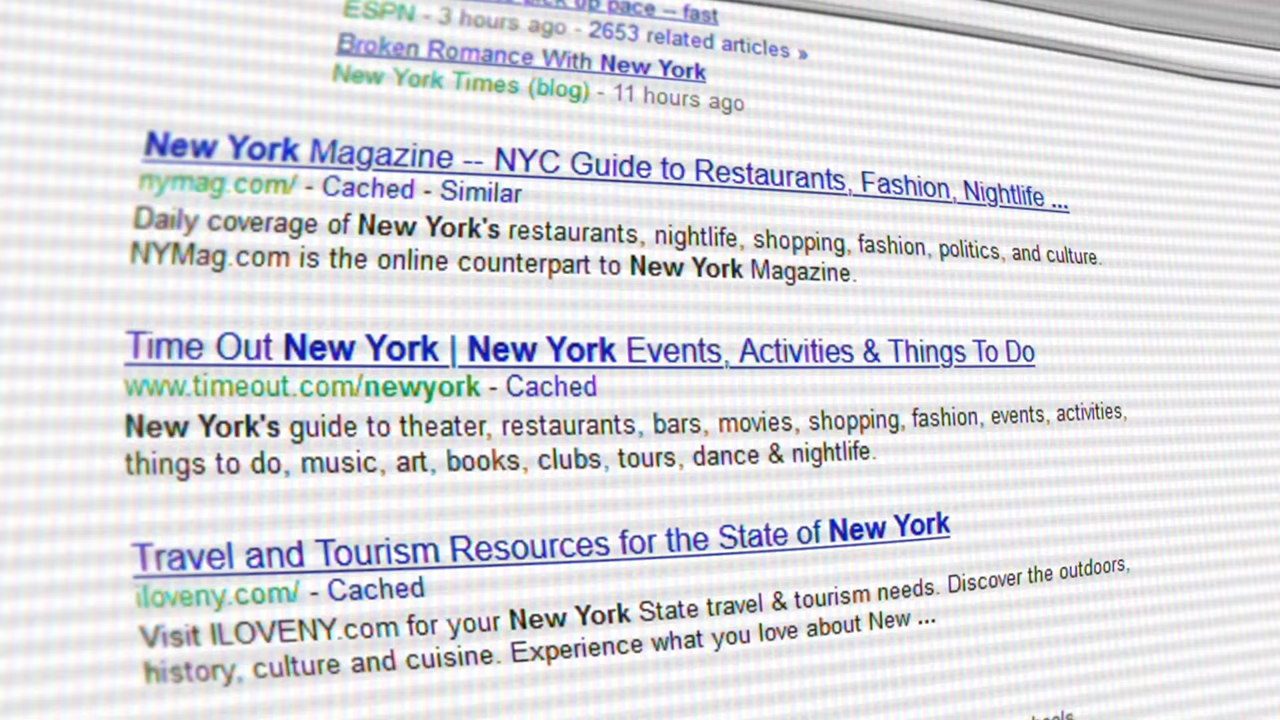 up pace – fast
ESPN - 3 hours ago - 2653 related articles »
Broken Romance With New York
New York Times (blog) - 11 hours ago
New York Magazine -- NYC Guide to Restaurants, Fashion, Nightlife ...
nymag.com/ - Cached - Similar
Daily coverage of New York's restaurants, nightlife, shopping, fashion, politics, and culture.
NYMag.com is the online counterpart to New York Magazine.
Time Out New York | New York Events, Activities & Things To Do
www.timeout.com/newyork - Cached
New York's guide to theater, restaurants, bars, movies, shopping, fashion, events, activities,
things to do, music, art, books, clubs, tours, dance & nightlife.
Travel and Tourism Resources for the State of New York
iloveny.com/ - Cached
Visit ILOVENY.com for your New York State travel & tourism needs. Discover the outdoors,
history, culture and cuisine. Experience what you love about New ...